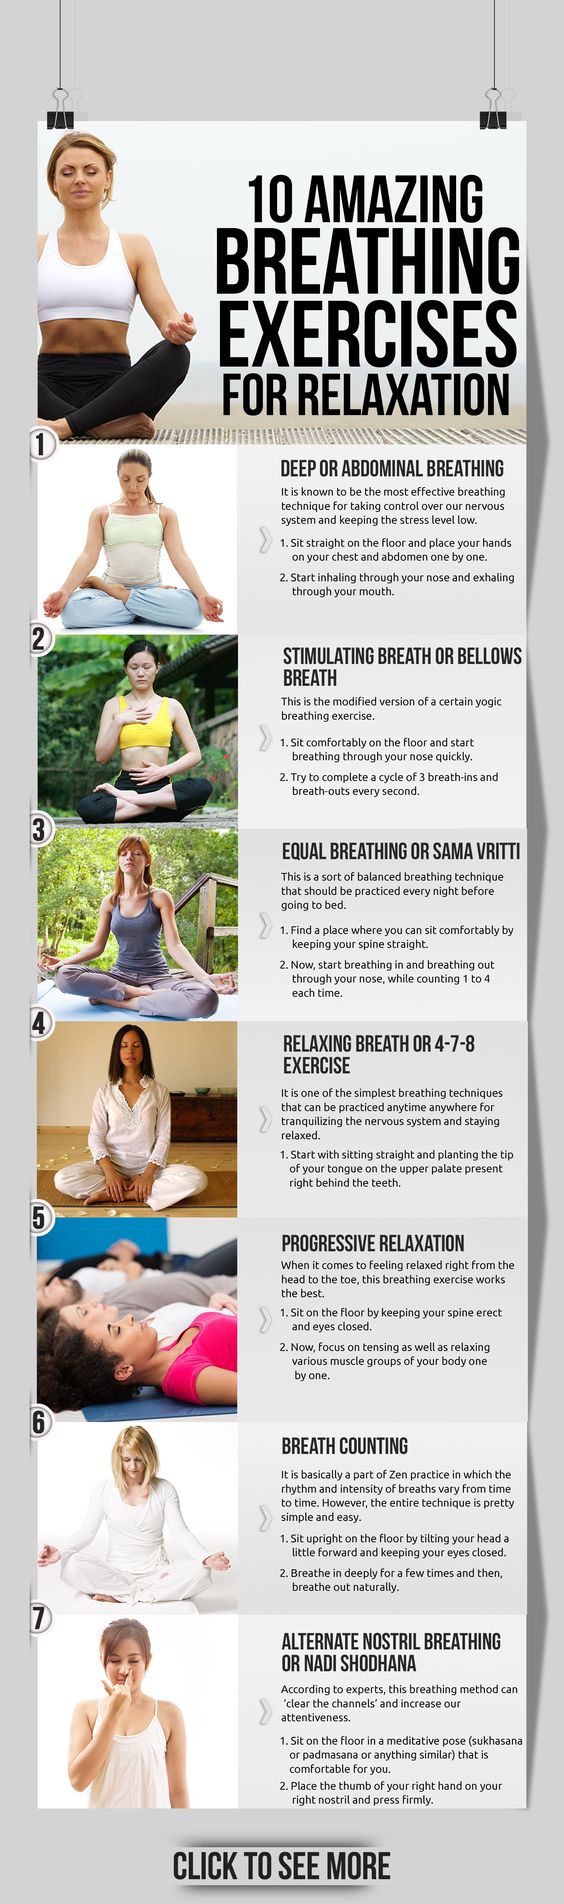 10 AMAZING
BREATHING
EXERCISES
FOR RELAXATION
1
DEEP OR ABDOMINAL BREATHING
It is known to be the most effective breathing
technique for taking control over our nervous
system and keeping the stress level low.
1. Sit straight on the floor and place your hands
on your chest and abdomen one by one.
2. Start inhaling through your nose and exhaling
through your mouth.
2
STIMULATING BREATH OR BELLOWS
BREATH
This is the modified version of a certain yogic
breathing exercise.
1. Sit comfortably on the floor and start
breathing through your nose quickly.
2. Try to complete a cycle of 3 breath-ins and
breath-outs every second.
3
EQUAL BREATHING OR SAMA VRITTI
This is a sort of balanced breathing technique
that should be practiced every night before
going to bed.
1. Find a place where you can sit comfortably by
keeping your spine straight.
2. Now, start breathing in and breathing out
through your nose, while counting 1 to 4
each time.
4
RELAXING BREATH OR 4-7-8
EXERCISE
It is one of the simplest breathing techniques
that can be practiced anytime anywhere for
tranquilizing the nervous system and staying
relaxed.
1. Start with sitting straight and planting the tip
of your tongue on the upper palate present
right behind the teeth.
5
PROGRESSIVE RELAXATION
When it comes to feeling relaxed right from the
head to the toe, this breathing exercise works
the best.
1. Sit on the floor by keeping your spine erect
and eyes closed.
2. Now, focus on tensing as well as relaxing
various muscle groups of your body one
by one.
6
BREATH COUNTING
It is basically a part of Zen practice in which the
rhythm and intensity of breaths vary from time
to time. However, the entire technique is pretty
simple and easy.
1. Sit upright on the floor by tilting your head a
little forward and keeping your eyes closed.
2. Breathe in deeply for a few times and then,
breathe out naturally.
7
ALTERNATE NOSTRIL BREATHING
OR NADI SHODHANA
According to experts, this breathing method can
'clear the channels' and increase our
attentiveness.
1. Sit on the floor in a meditative pose (sukhasana
or padmasana or anything similar) that is
comfortable for you.
2. Place the thumb of your right hand on your
right nostril and press firmly.
CLICK TO SEE MORE